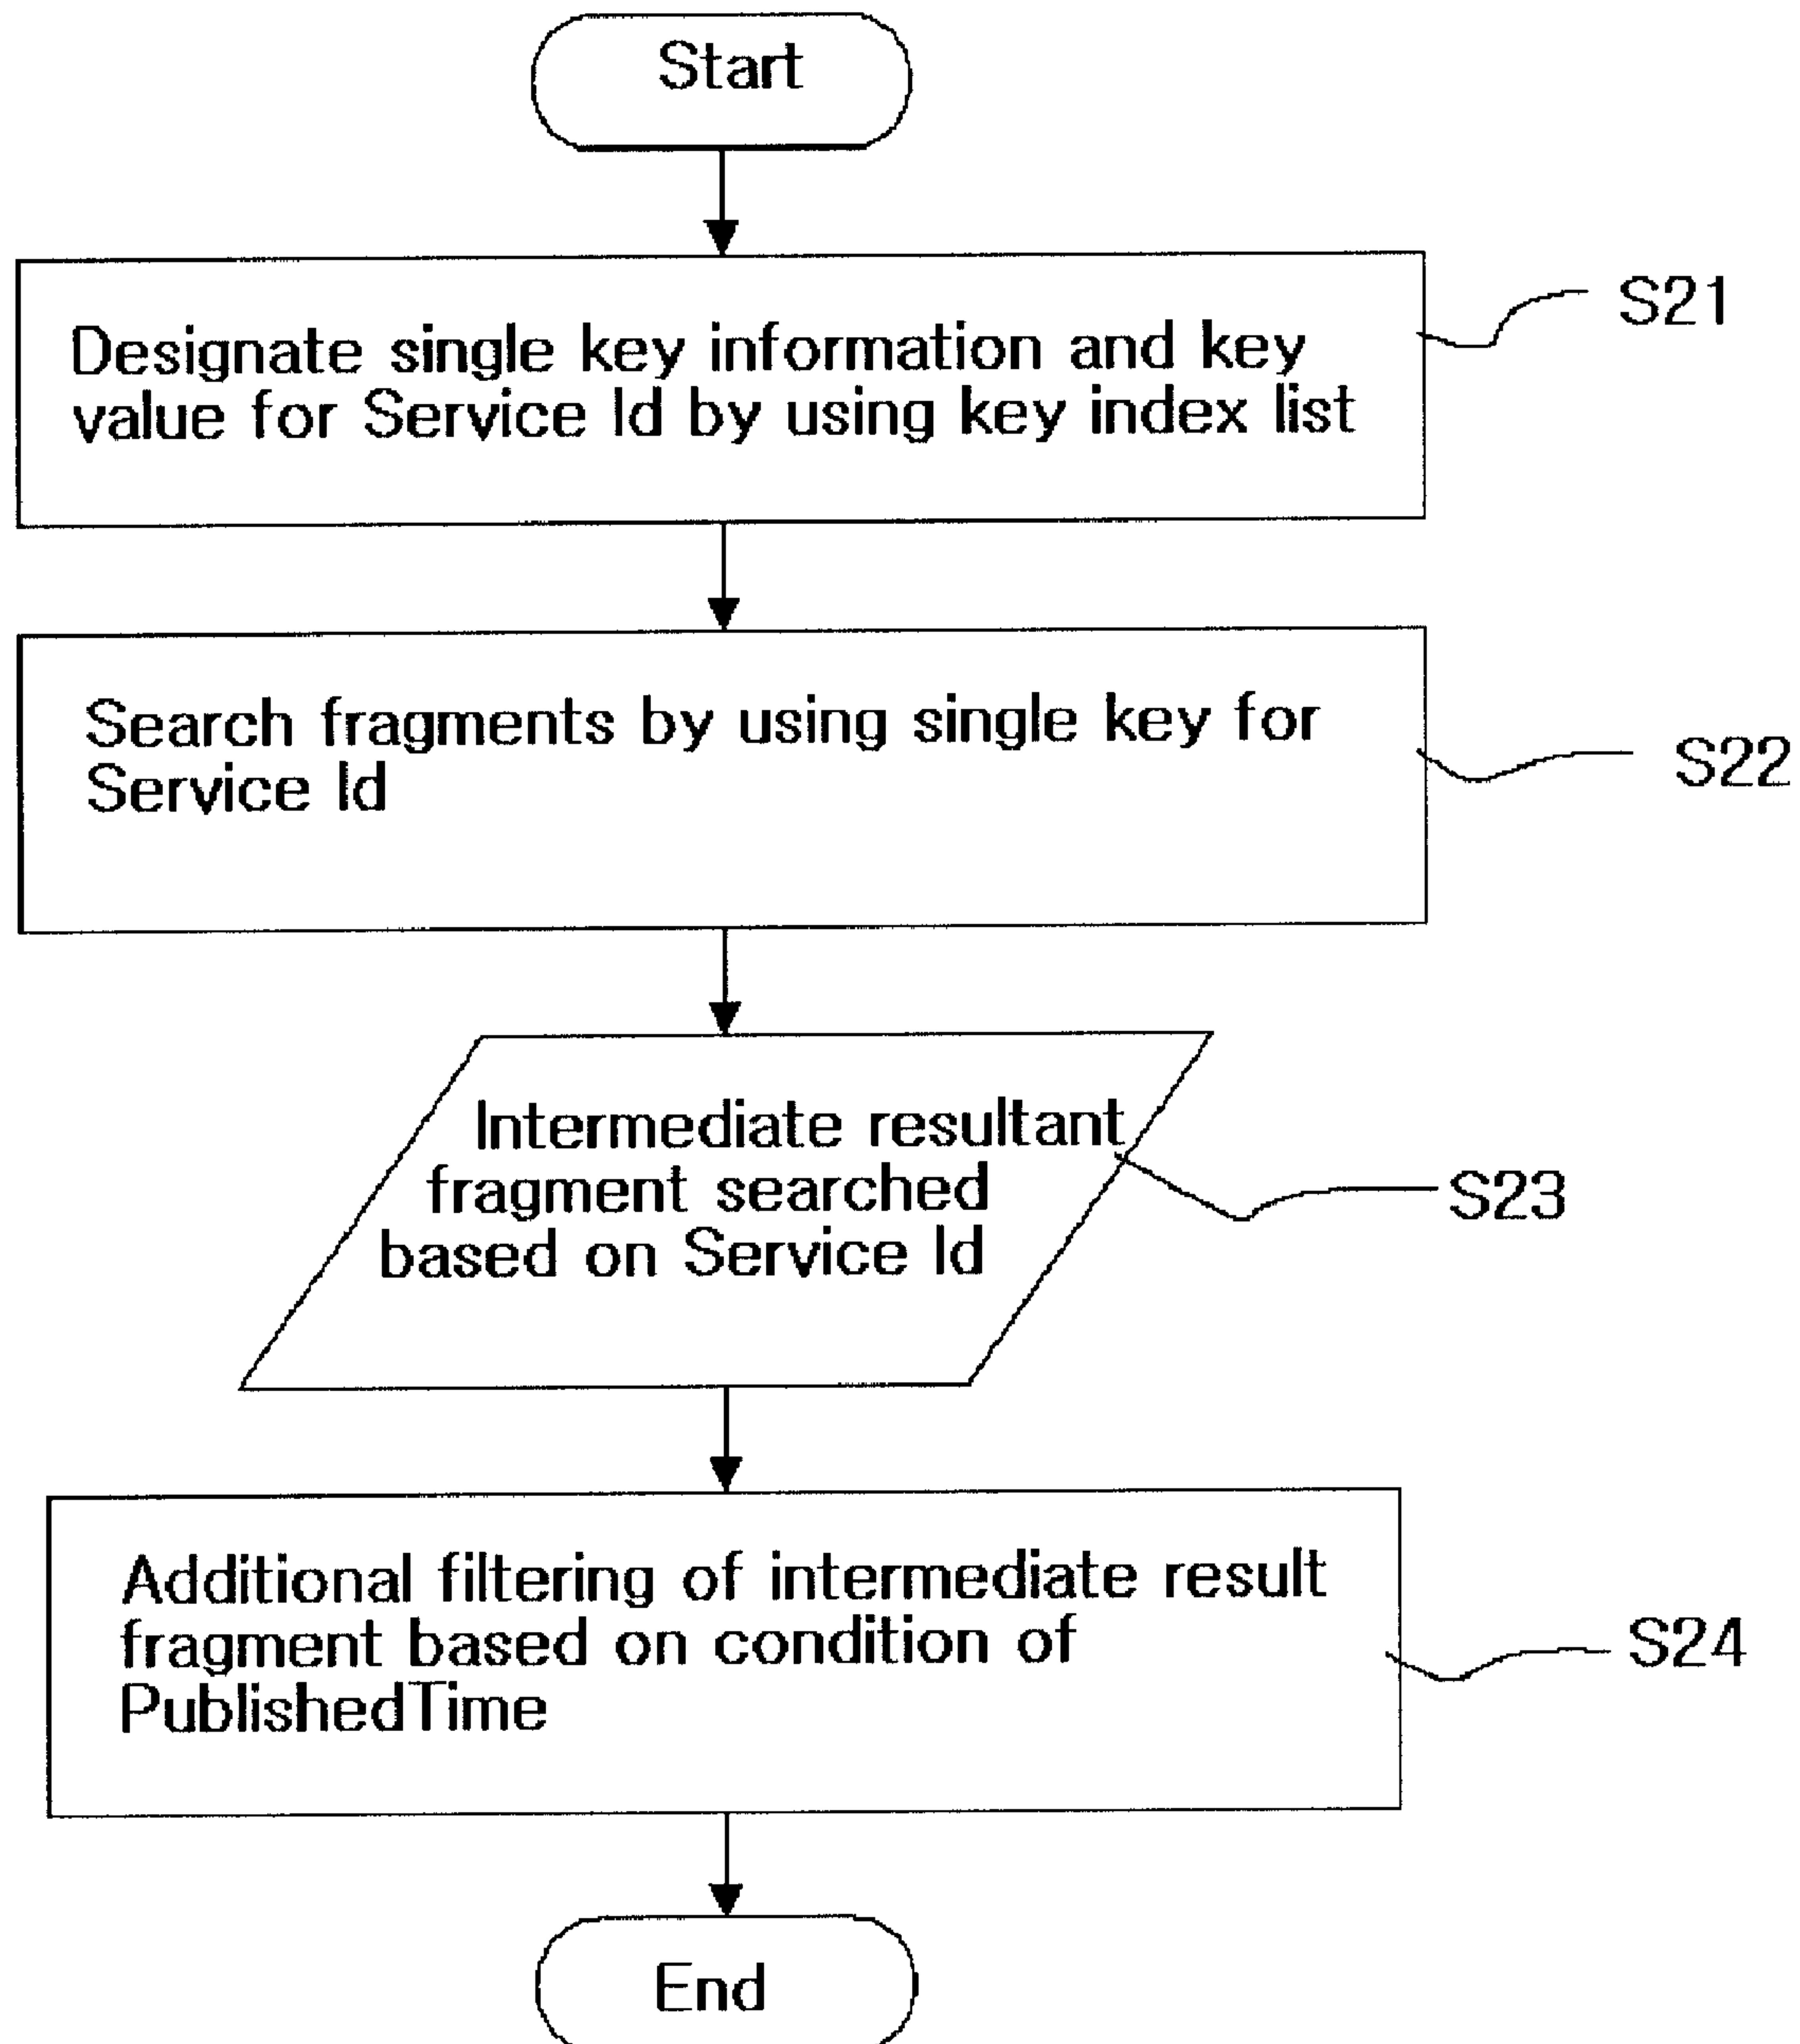 Start
Designate single key information and key
value for Service Id by using key index list
S21
Search fragments by using single key for
Service Id
S22
Intermediate resultant
fragment searched
based on Service Id
S23
Additional filtering of intermediate result
fragment based on condition of
PublishedTime
S24
End